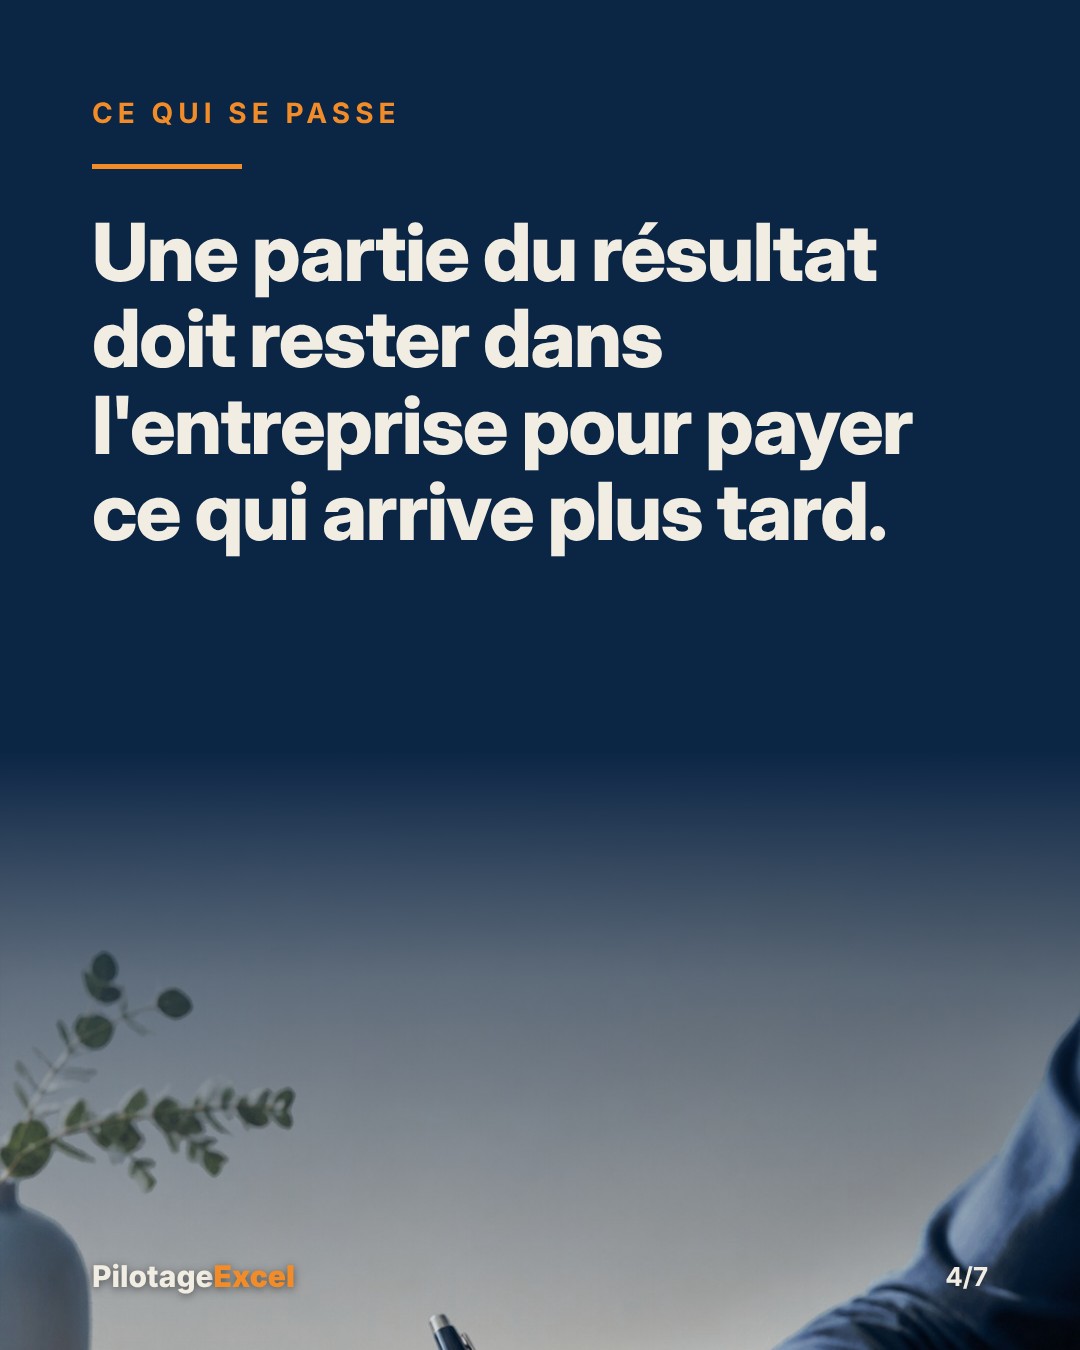 CE QUI SE PASSE
Une partie du résultat
doit rester dans
l'entreprise pour payer
ce qui arrive plus tard.
PilotageExcel
4/7